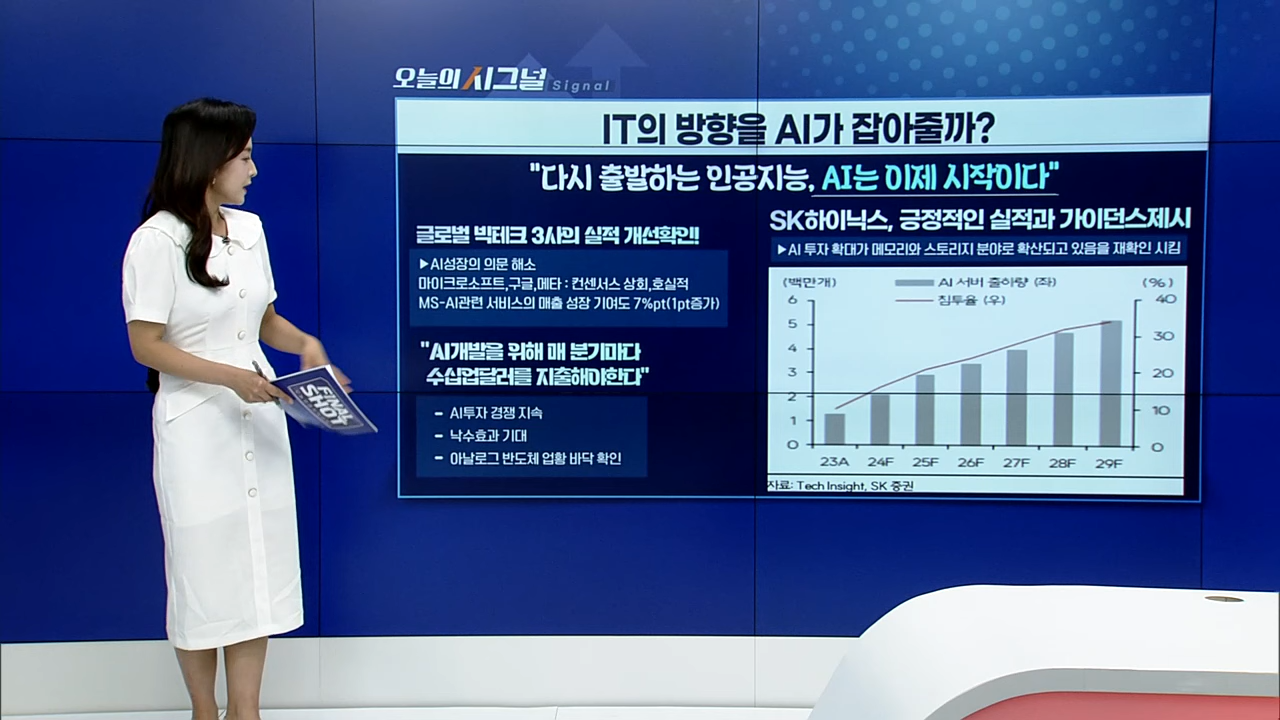 오늘의 시그널 Signal
IT의 방향을 AI가 잡아줄까?
"다시 출발하는 인공지능, AI는 이제 시작이다"
글로벌 빅테크 3사의 실적 개선확인!
▶AI성장의 의문 해소
마이크로소프트,구글,메타 : 컨센서스 상회,호실적
MS-AI관련 서비스의 매출 성장 기여도 7%pt(1pt증가)
"AI개발을 위해 매 분기마다
수십업달러를 지출해야한다"
- AI투자 경쟁 지속
- 낙수효과 기대
- 아날로그 반도체 업황 바닥 확인
SK하이닉스, 긍정적인 실적과 가이던스제시
▶AI 투자 확대가 메모리와 스토리지 분야로 확산되고 있음을 재확인 시킴
(백만개)
AI 서버 출하량 (좌)
(%)
침투율 (우)
6
5
4
3
2
1
0
40
30
20
10
0
23A 24F 25F 26F 27F 28F 29F
자료: Tech Insight, SK 증권
FINAL
SHOT